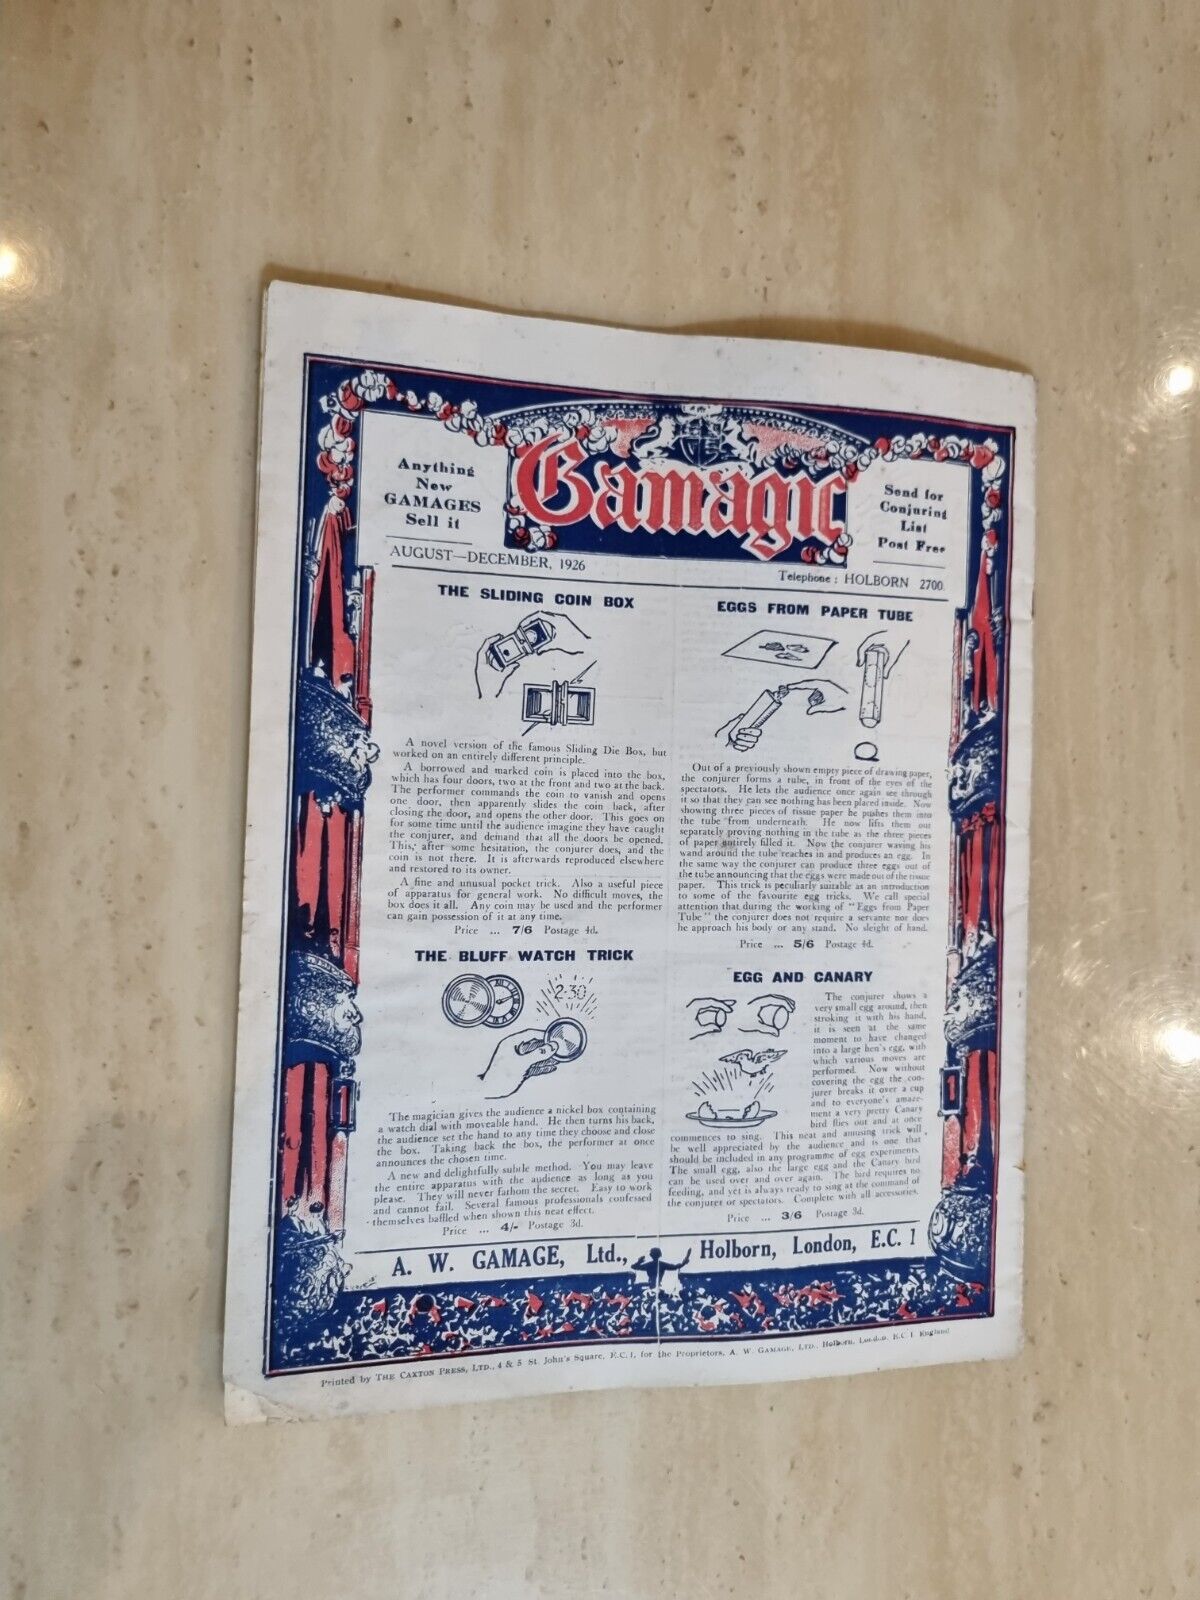 Anything
New
GAMAGES
Sell it
Gamagic
Send for
Conjuring
List
Post Free
AUGUST—DECEMBER, 1926
Telephone : HOLBORN 2700.
THE SLIDING COIN BOX
A novel version of the famous Sliding Die Box, but
worked on an entirely different principle.
A borrowed and marked coin is placed into the box,
which has four doors, two at the front and two at the back.
The performer commands the coin to vanish and opens
one door, then apparently slides the coin back, after
closing the door, and opens the other door. This goes on
for some time until the audience imagine they have caught
the conjurer, and demand that all the doors be opened.
This, after some hesitation, the conjurer does, and the
coin is not there. It is afterwards reproduced elsewhere
and restored to its owner.
A fine and unusual pocket trick. Also a useful piece
of apparatus for general work. No difficult moves, the
box does it all. Any coin may be used and the performer
can gain possession of it at any time.
Price ... 7/6 Postage 4d.
THE BLUFF WATCH TRICK
2-30
The magician gives the audience a nickel box containing
a watch dial with moveable hand. He then turns his back,
the audience set the hand to any time they choose and close
the box. Taking back the box, the performer at once
announces the chosen time.
A new and delightfully subtle method. You may leave
the entire apparatus with the audience as long as you
please. They will never fathom the secret. Easy to work
and cannot fail. Several famous professionals confessed
themselves baffled when shown this neat effect.
Price ... 4/- Postage 3d.
EGGS FROM PAPER TUBE
Out of a previously shown empty piece of drawing paper,
the conjurer forms a tube, in front of the eyes of the
spectators. He lets the audience once again see through
it so that they can see nothing has been placed inside. Now
showing three pieces of tissue paper he pushes them into
the tube from underneath. He now lifts them out
separately proving nothing in the tube as the three pieces
of paper entirely filled it. Now the conjurer waving his
wand around the tube reaches in and produces an egg. In
the same way the conjurer can produce three eggs out of
the tube announcing that the eggs were made out of the tissue
paper. This trick is peculiarly suitable as an introduction
to some of the favourite egg tricks. We call special
attention that during the working of "Eggs from Paper
Tube" the conjurer does not require a servante nor does
he approach his body or any stand. No sleight of hand.
Price ... 5/6 Postage 4d.
EGG AND CANARY
The conjurer shows a
very small egg around, then
stroking it with his hand,
it is seen at the same
moment to have changed
into a large hen's egg, with
which various moves are
performed. Now without
covering the egg the con-
jurer breaks it over a cup
and to everyone's amaze-
ment a very pretty Canary
bird flies out and at once
commences to sing. This neat and amusing trick will
be well appreciated by the audience and is one that
should be included in any programme of egg experiments.
The small egg, also the large egg and the Canary bird
can be used over and over again. The bird requires no
feeding, and yet is always ready to sing at the command of
the conjurer or spectators. Complete with all accessories.
Price ... 3/6 Postage 3d.
1
1
A. W. GAMAGE, Ltd., Holborn, London, E.C. 1
Printed by THE CAXTON PRESS, LTD., 4 & 5 St. John's Square, E.C.1, for the Proprietors, A. W. GAMAGE, LTD., Holborn, London, E.C.1 England